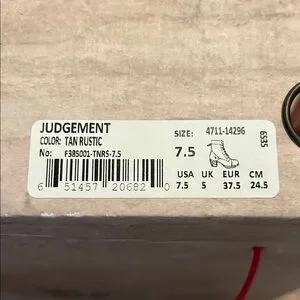 JUDGEMENT
COLOR: TAN RUSTIC
No: F38S001-TNRS-7.5
6 51457 20682 0
SIZE: 7.5
4711-14296
6535
USA UK EUR CM
7.5 5 37.5 24.5